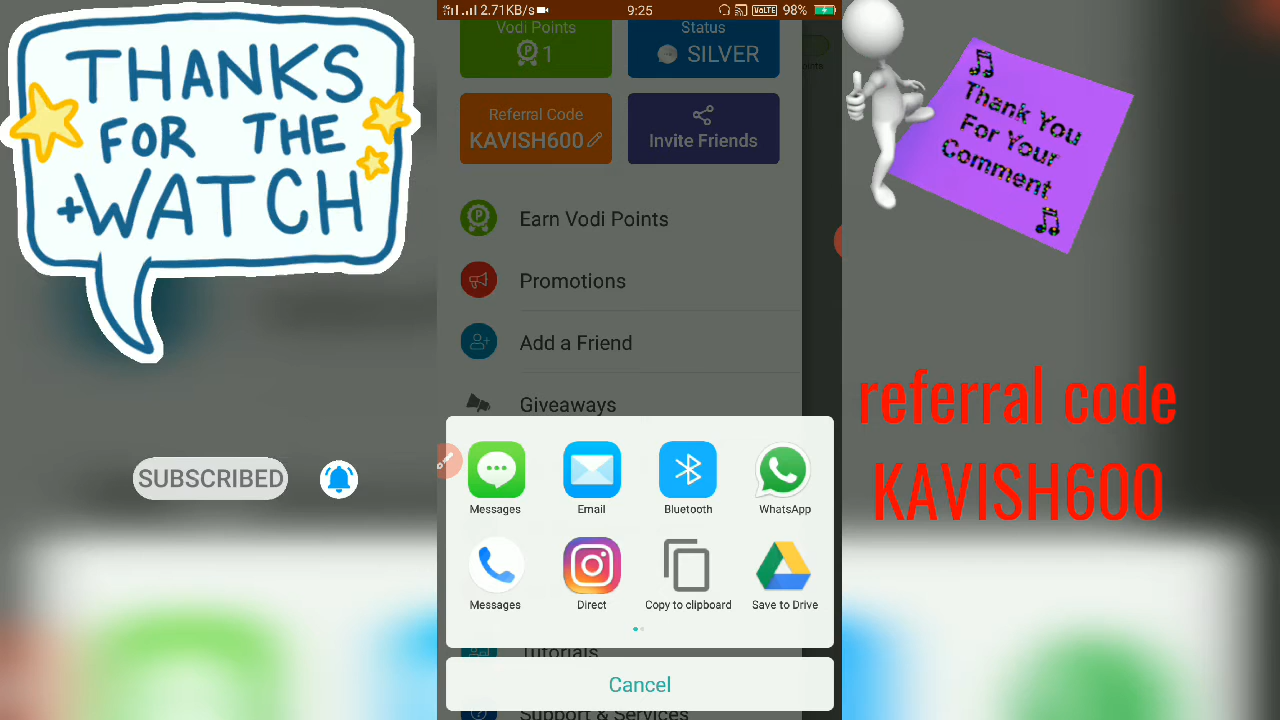 THANKS
FOR THE
+WATCH
SUBSCRIBED
2.71KB/s
9:25
VoLTE 98%
Vodi Points
1
Status
SILVER
oints
Referral Code
KAVISH600
Invite Friends
Earn Vodi Points
Promotions
Add a Friend
Giveaways
Messages
Email
Bluetooth
WhatsApp
Messages
Direct
Copy to clipboard
Save to Drive
Tutorials
Cancel
Support & Services
Thank You
For Your
Comment
referral code
KAVISH600